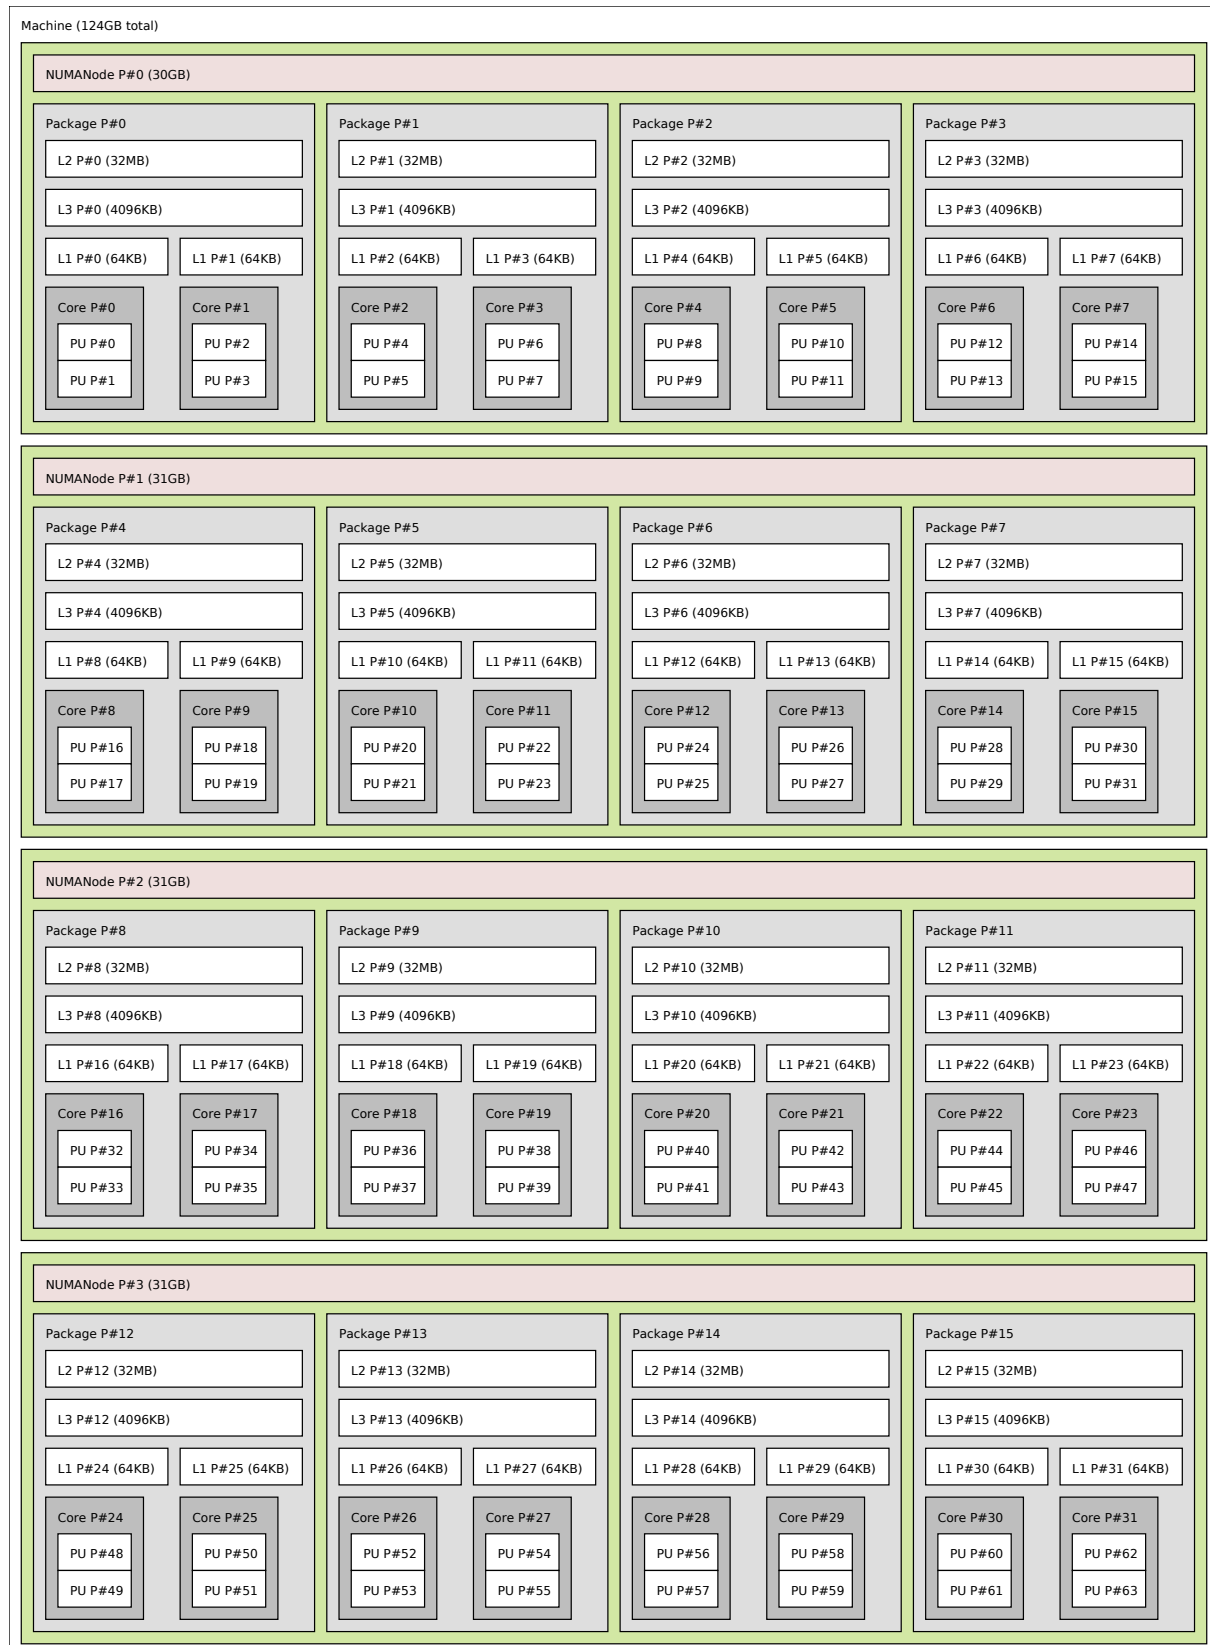 Machine (124GB total)
NUMANode P#0 (30GB)
Package P#0 Package P#1 Package P#2 Package P#3
L2 P#0 (32MB) L2 P#1 (32MB) L2 P#2 (32MB) L2 P#3 (32MB)
L3 P#0 (4096KB) L3 P#1 (4096KB) L3 P#2 (4096KB) L3 P#3 (4096KB)
L1 P#0 (64KB) L1 P#1 (64KB) L1 P#2 (64KB) L1 P#3 (64KB) L1 P#4 (64KB) L1 P#5 (64KB) L1 P#6 (64KB) L1 P#7 (64KB)
Core P#0 Core P#1 Core P#2 Core P#3 Core P#4 Core P#5 Core P#6 Core P#7
PU P#0 PU P#2 PU P#4 PU P#6 PU P#8 PU P#10 PU P#12 PU P#14
PU P#1 PU P#3 PU P#5 PU P#7 PU P#9 PU P#11 PU P#13 PU P#15
NUMANode P#1 (31GB)
Package P#4 Package P#5 Package P#6 Package P#7
L2 P#4 (32MB) L2 P#5 (32MB) L2 P#6 (32MB) L2 P#7 (32MB)
L3 P#4 (4096KB) L3 P#5 (4096KB) L3 P#6 (4096KB) L3 P#7 (4096KB)
L1 P#8 (64KB) L1 P#9 (64KB) L1 P#10 (64KB) L1 P#11 (64KB) L1 P#12 (64KB) L1 P#13 (64KB) L1 P#14 (64KB) L1 P#15 (64KB)
Core P#8 Core P#9 Core P#10 Core P#11 Core P#12 Core P#13 Core P#14 Core P#15
PU P#16 PU P#18 PU P#20 PU P#22 PU P#24 PU P#26 PU P#28 PU P#30
PU P#17 PU P#19 PU P#21 PU P#23 PU P#25 PU P#27 PU P#29 PU P#31
NUMANode P#2 (31GB)
Package P#8 Package P#9 Package P#10 Package P#11
L2 P#8 (32MB) L2 P#9 (32MB) L2 P#10 (32MB) L2 P#11 (32MB)
L3 P#8 (4096KB) L3 P#9 (4096KB) L3 P#10 (4096KB) L3 P#11 (4096KB)
L1 P#16 (64KB) L1 P#17 (64KB) L1 P#18 (64KB) L1 P#19 (64KB) L1 P#20 (64KB) L1 P#21 (64KB) L1 P#22 (64KB) L1 P#23 (64KB)
Core P#16 Core P#17 Core P#18 Core P#19 Core P#20 Core P#21 Core P#22 Core P#23
PU P#32 PU P#34 PU P#36 PU P#38 PU P#40 PU P#42 PU P#44 PU P#46
PU P#33 PU P#35 PU P#37 PU P#39 PU P#41 PU P#43 PU P#45 PU P#47
NUMANode P#3 (31GB)
Package P#12 Package P#13 Package P#14 Package P#15
L2 P#12 (32MB) L2 P#13 (32MB) L2 P#14 (32MB) L2 P#15 (32MB)
L3 P#12 (4096KB) L3 P#13 (4096KB) L3 P#14 (4096KB) L3 P#15 (4096KB)
L1 P#24 (64KB) L1 P#25 (64KB) L1 P#26 (64KB) L1 P#27 (64KB) L1 P#28 (64KB) L1 P#29 (64KB) L1 P#30 (64KB) L1 P#31 (64KB)
Core P#24 Core P#25 Core P#26 Core P#27 Core P#28 Core P#29 Core P#30 Core P#31
PU P#48 PU P#50 PU P#52 PU P#54 PU P#56 PU P#58 PU P#60 PU P#62
PU P#49 PU P#51 PU P#53 PU P#55 PU P#57 PU P#59 PU P#61 PU P#63